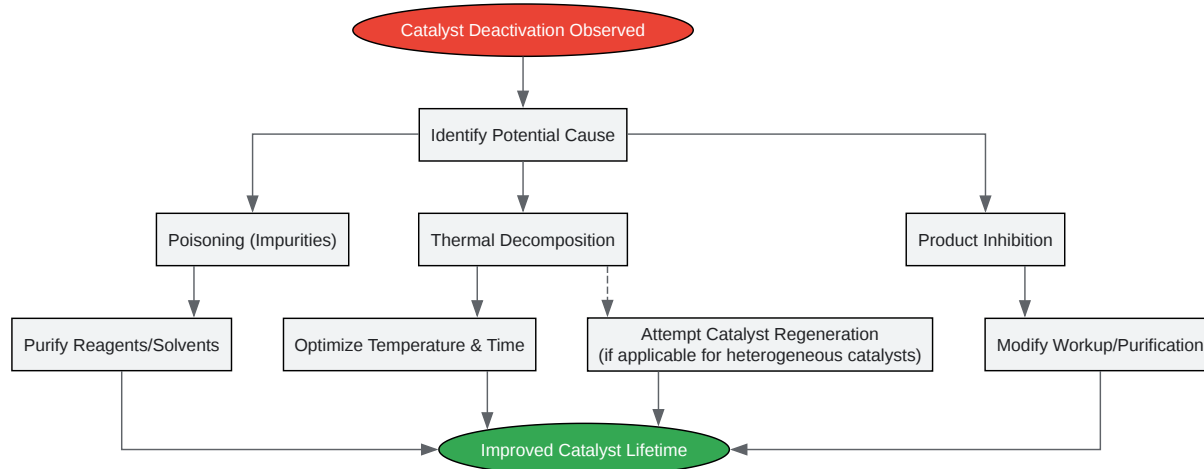 Catalyst Deactivation Observed
Identify Potential Cause
Poisoning (Impurities)
Thermal Decomposition
Product Inhibition
Purify Reagents/Solvents
Optimize Temperature & Time
Attempt Catalyst Regeneration
(if applicable for heterogeneous catalysts)
Modify Workup/Purification
Improved Catalyst Lifetime